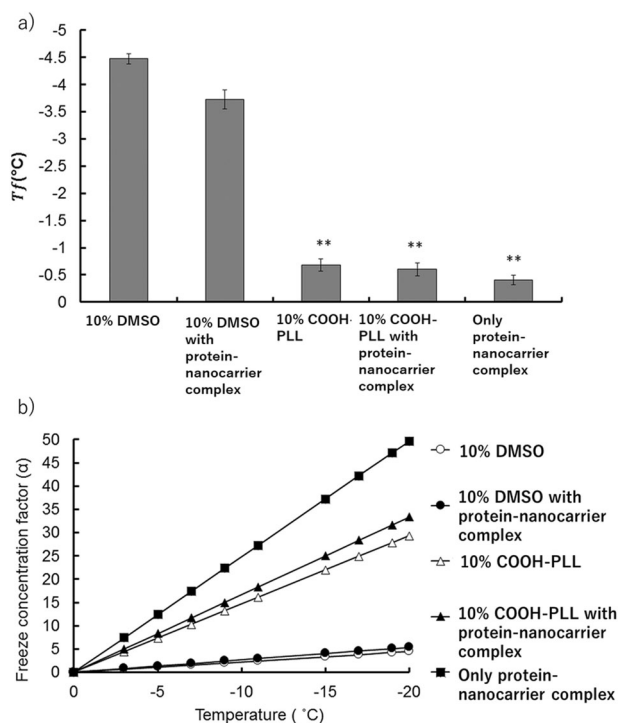 a)
-5
-4.5
-4
-3.5
-3
-2.5
-2
-1.5
-1
-0.5
0
Tf(°C)
** ** **
10% DMSO
10% DMSO
with
protein-
nanocarrier
complex
10% COOH-
PLL
10% COOH-
PLL with
protein-
nanocarrier
complex
Only
protein-
nanocarrier
complex
b)
50
45
40
35
30
25
20
15
10
5
0
Freeze concentration factor (α)
0 -5 -10 -15 -20
Temperature ( ˚C)
10% DMSO
10% DMSO with
protein-nanocarrier
complex
10% COOH-PLL
10% COOH-PLL with
protein-nanocarrier
complex
Only protein-
nanocarrier complex